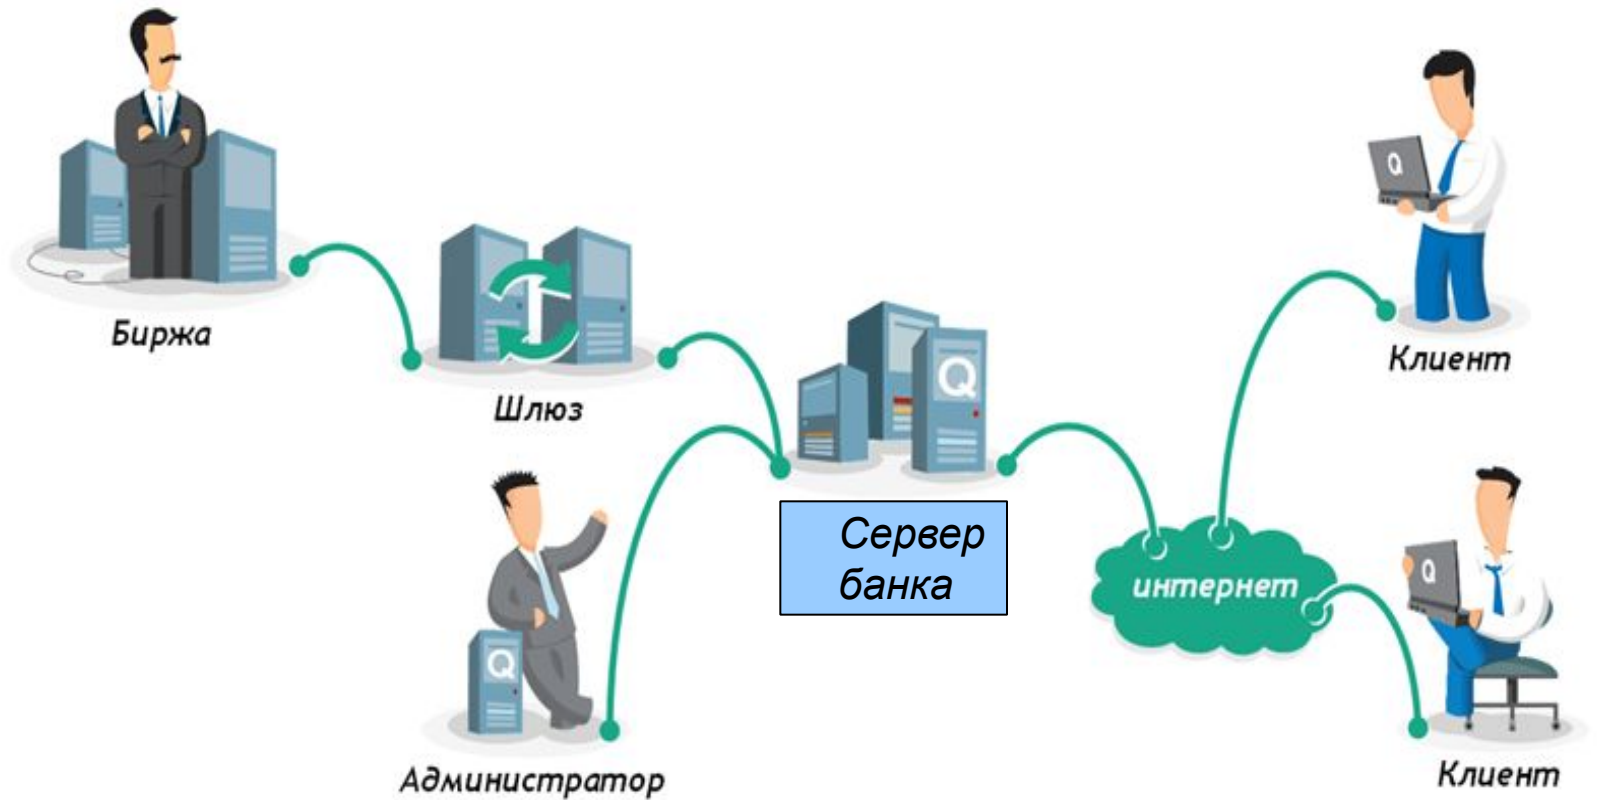 Биржа
Шлюз
Q
Сервер
банка
Q
Администратор
интернет
Q
Клиент
Q
Клиент